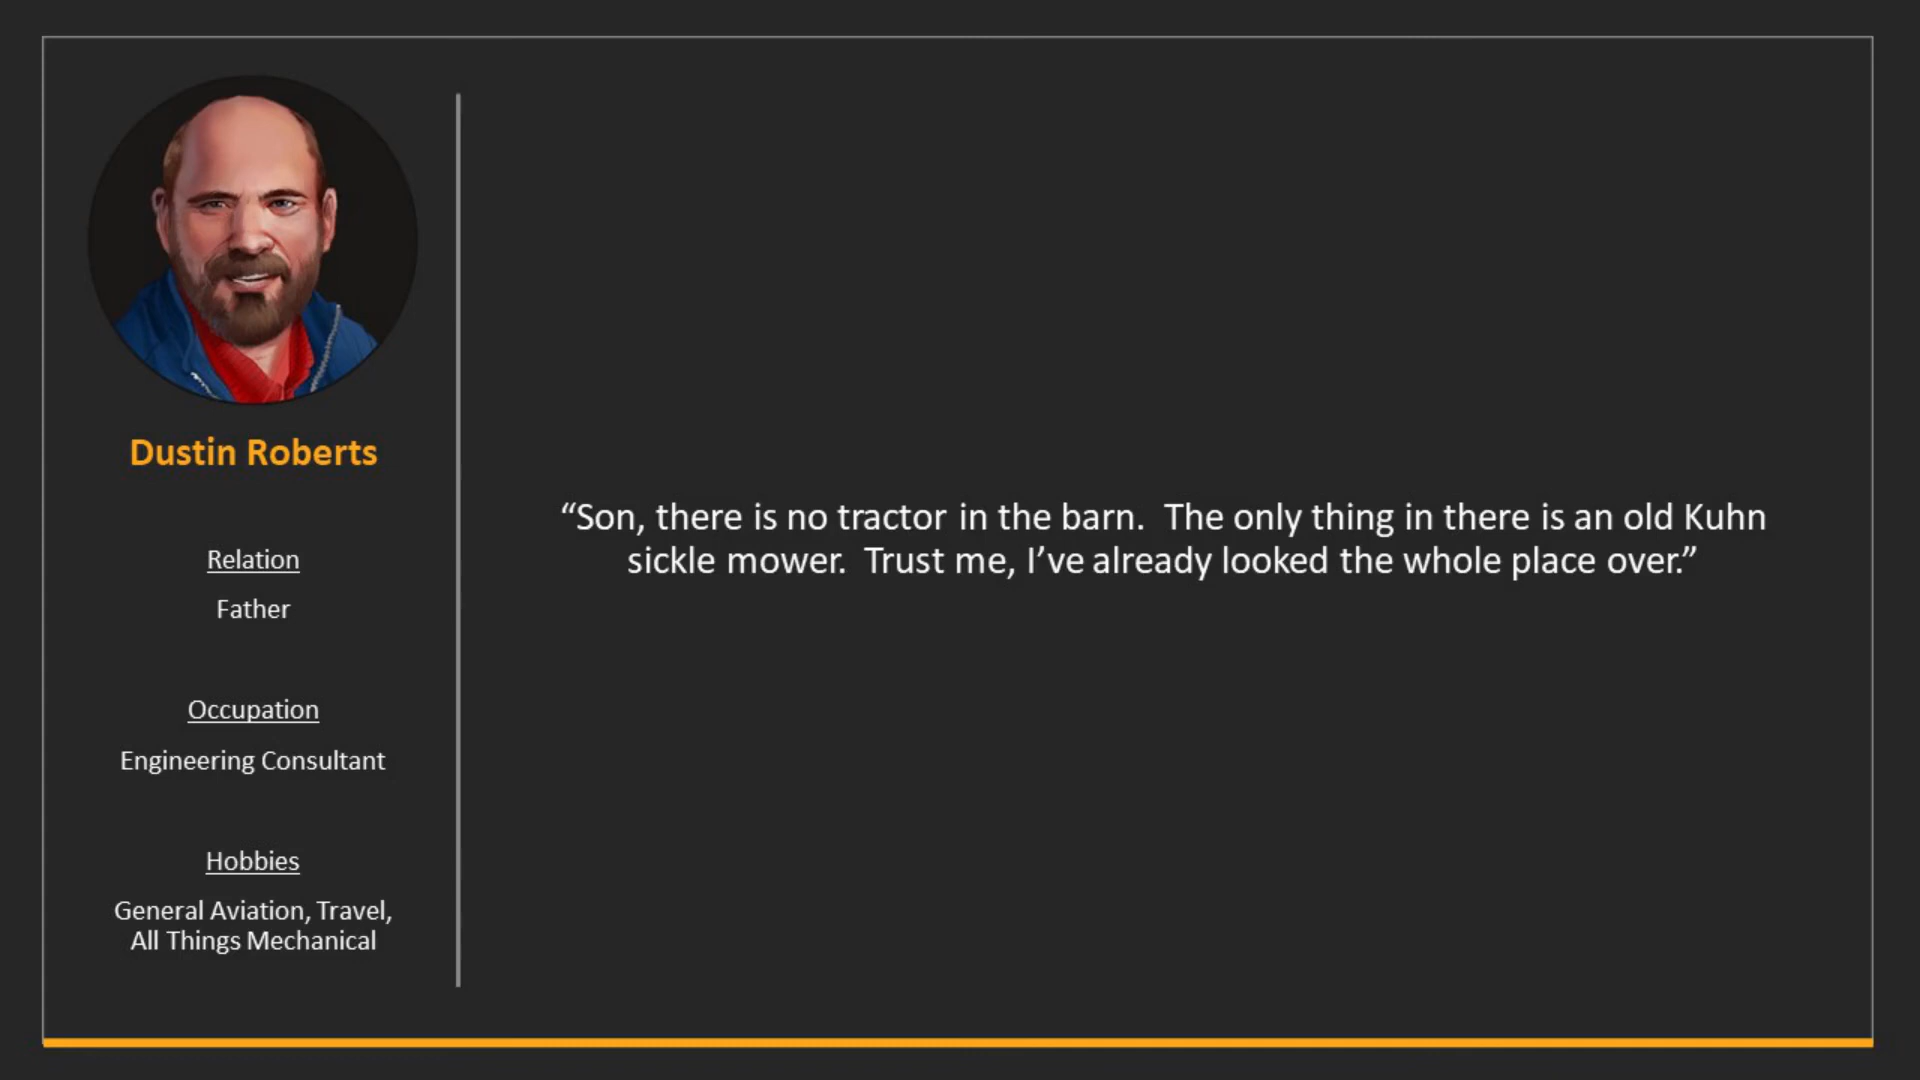 Dustin Roberts
Relation
Father
Occupation
Engineering Consultant
Hobbies
General Aviation, Travel,
All Things Mechanical
“Son, there is no tractor in the barn.  The only thing in there is an old Kuhn
sickle mower.  Trust me, I’ve already looked the whole place over.”